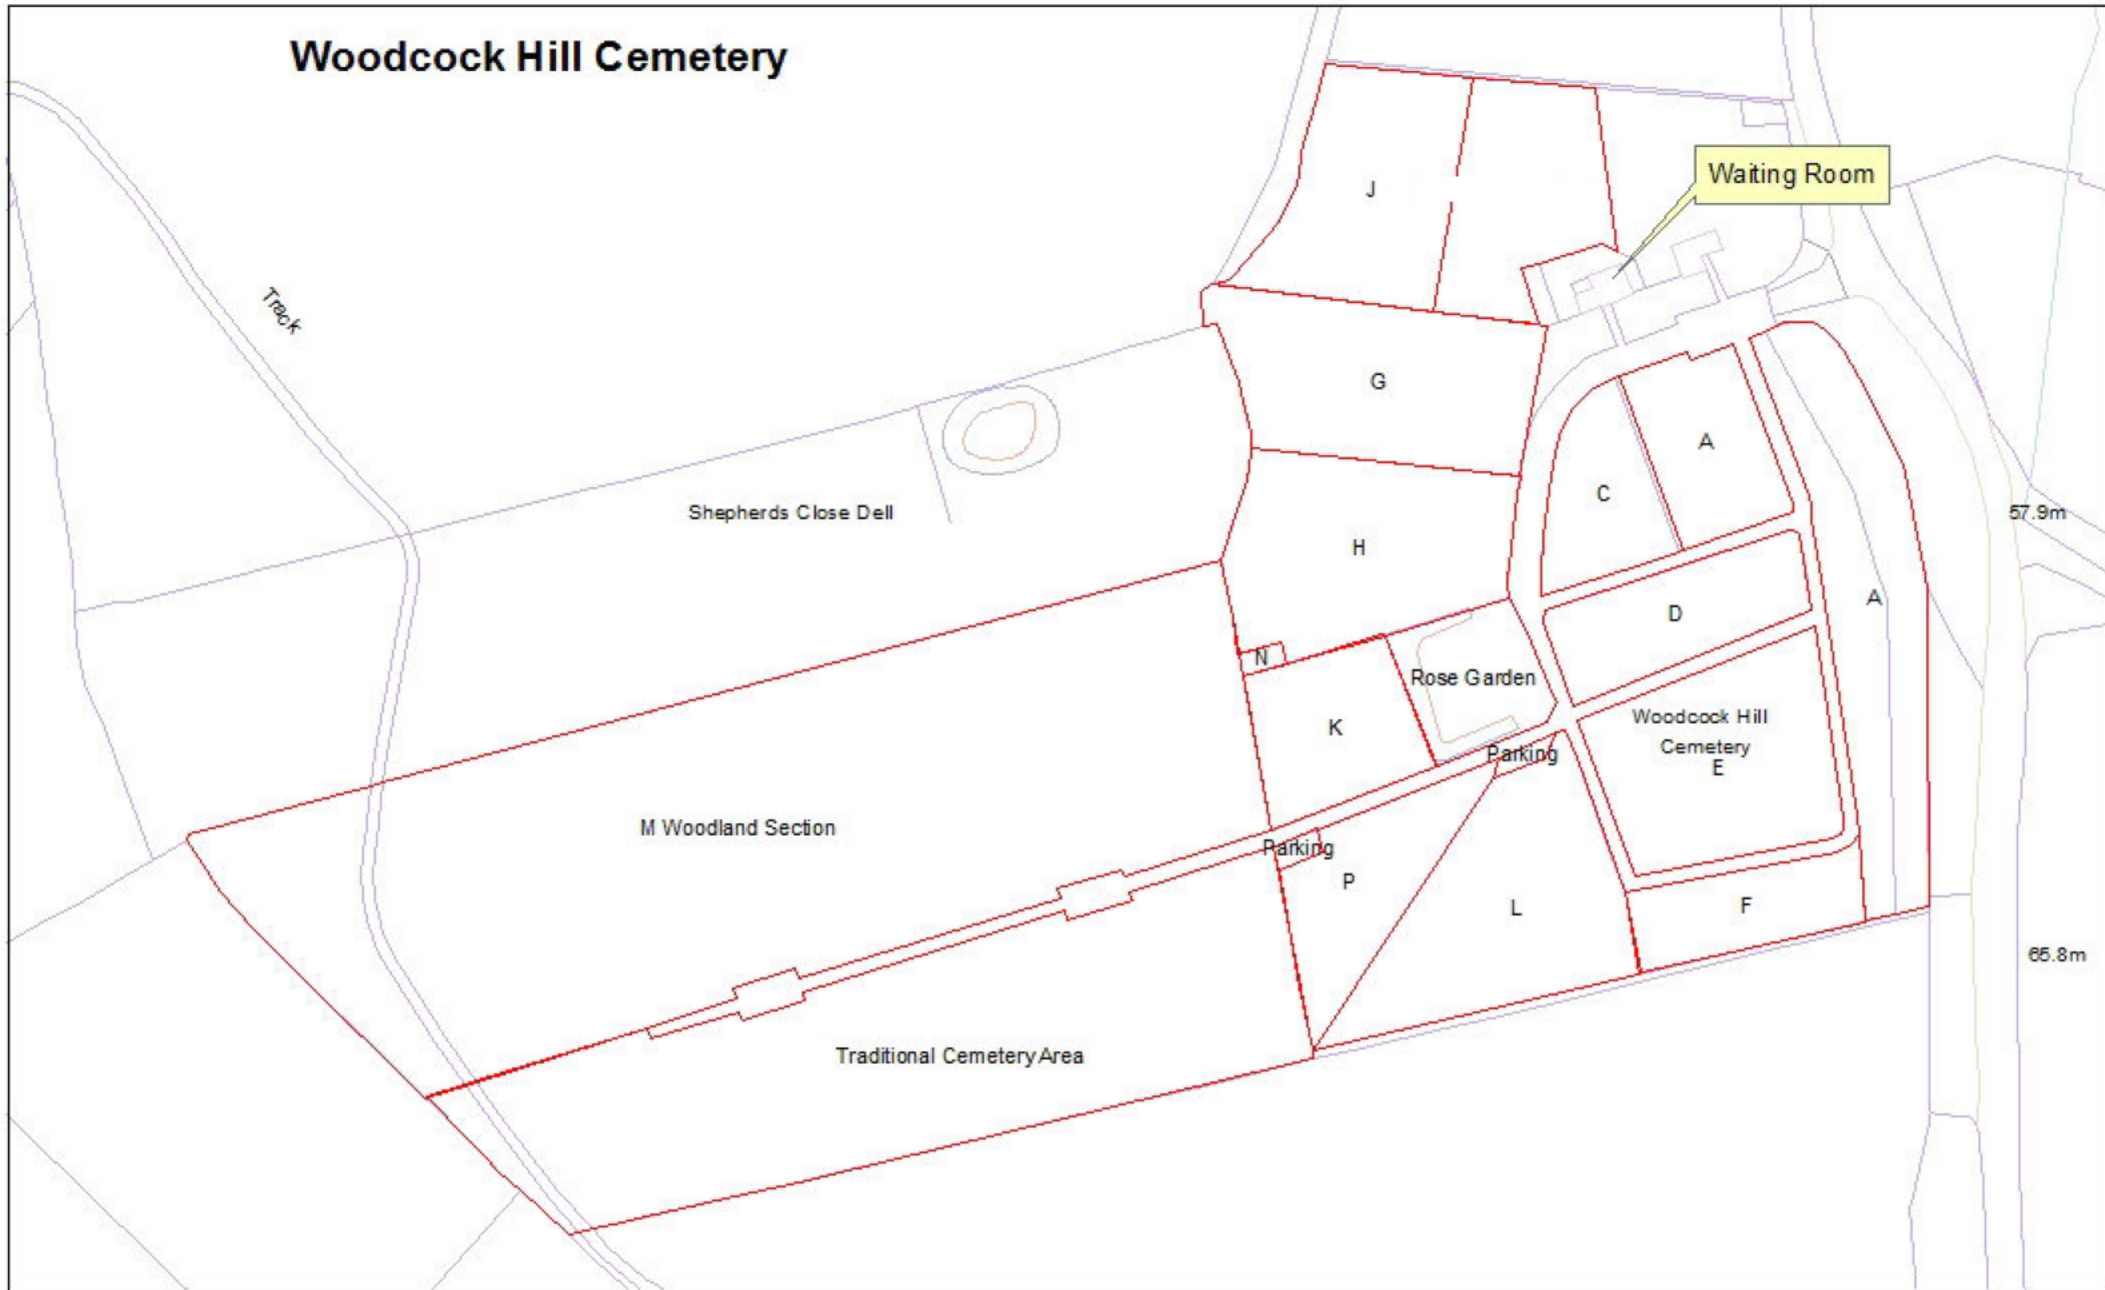 Woodcock Hill Cemetery
Waiting Room
J
Track
G
A
C
Shepherds Close Dell
57.9m
H
A
D
N
Rose Garden
K
Woodcock Hill
Cemetery
E
Parking
M Woodland Section
Parking
P
L
F
65.8m
Traditional Cemetery Area